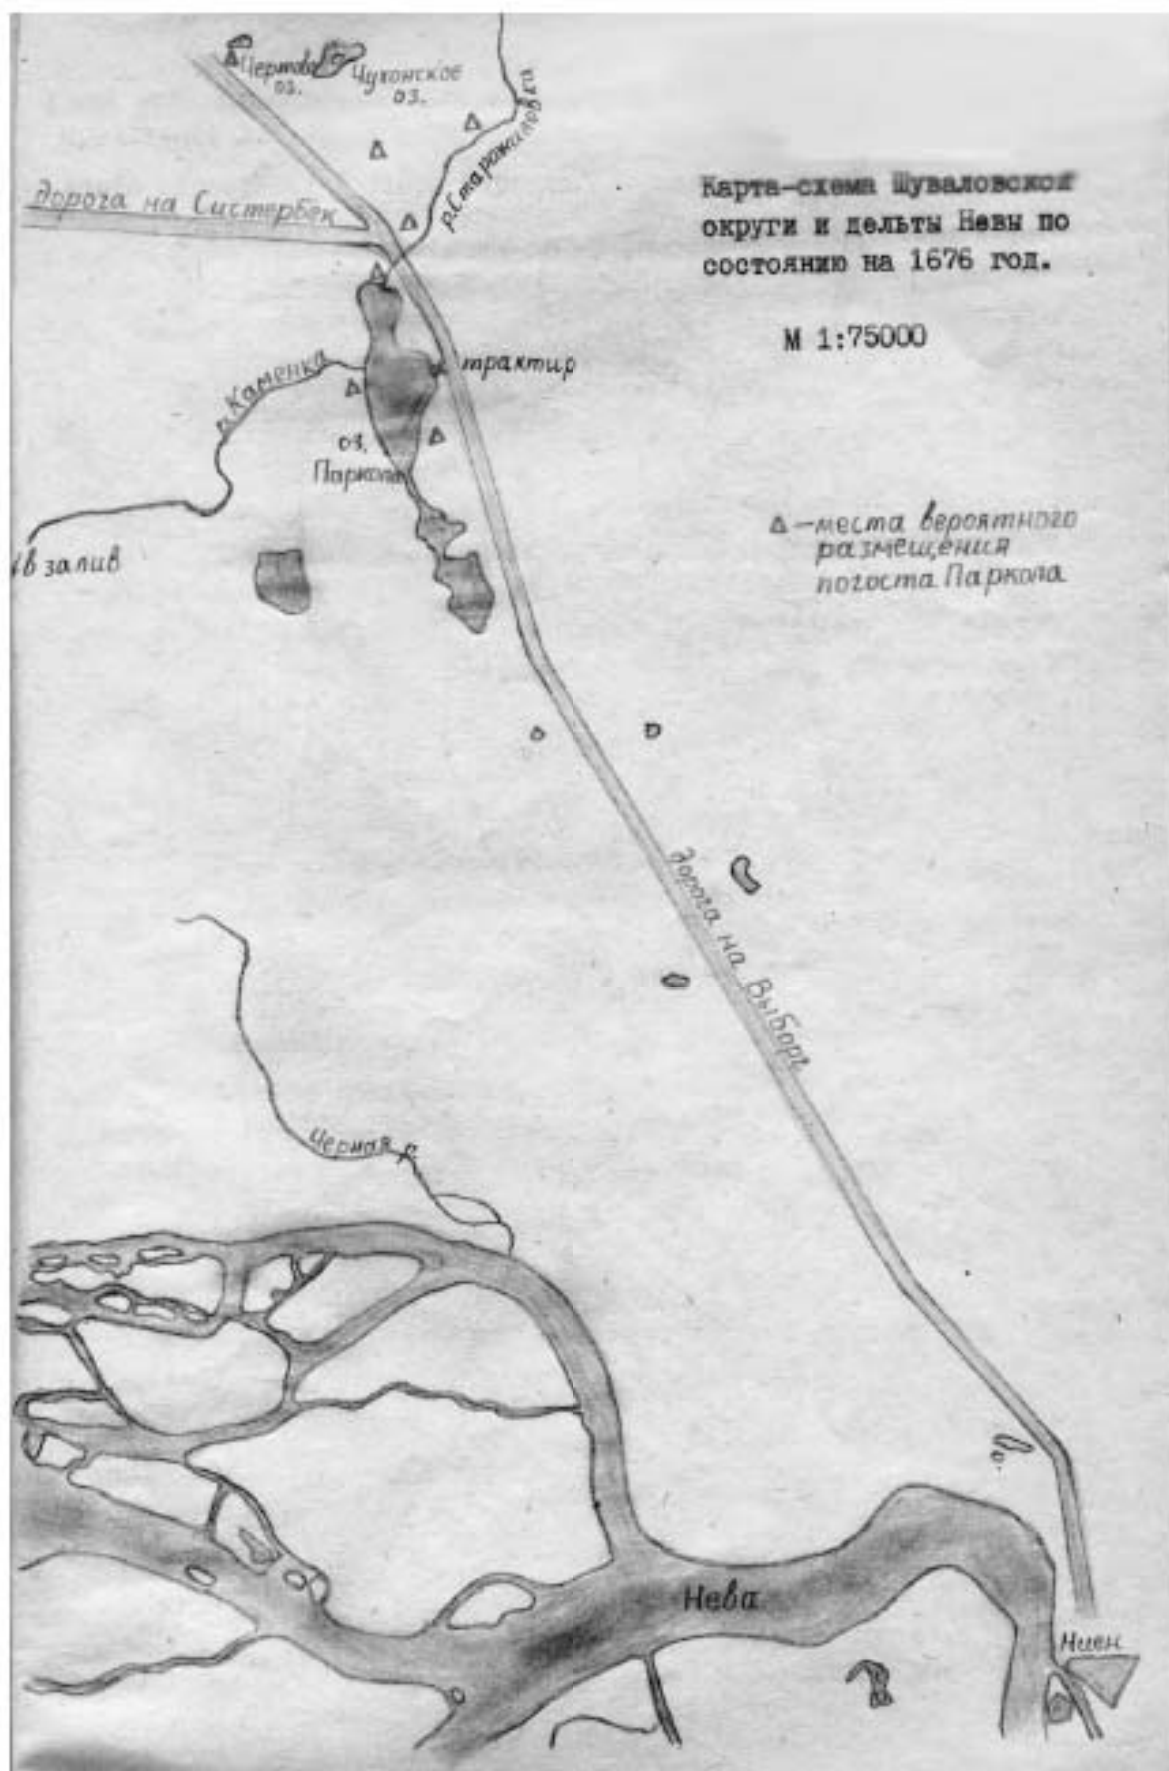 Чертово
оз.
Чухонское
оз.
р. Старожиловка
дорога на Систербек
Карта-схема Шуваловской
округи и дельты Невы по
состоянию на 1676 год.
М 1:75000
трактир
р. Каменка
оз.
Паркола
(в залив
∆ – места вероятного
размещения
погоста Паркола
дорога на Выборг
Черная р.
Нева
Ниен